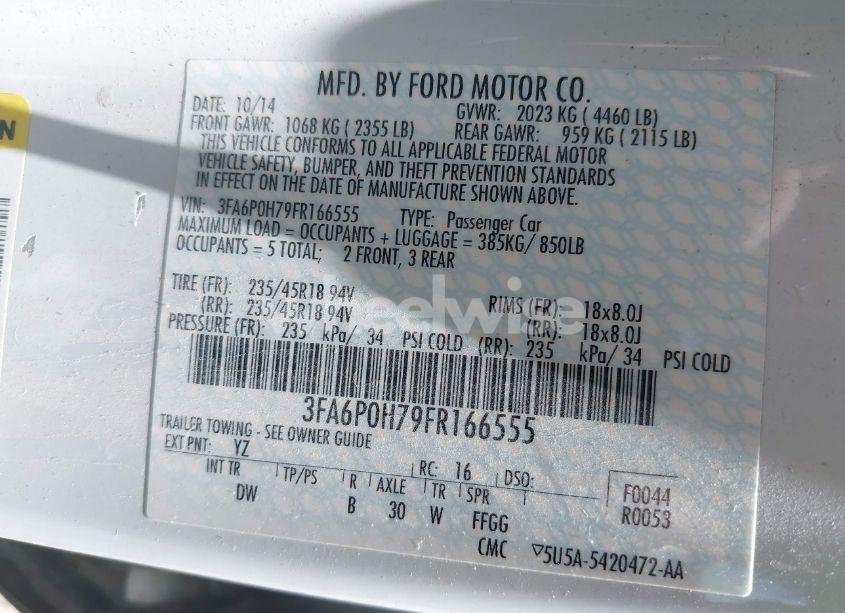 N
MFD. BY FORD MOTOR CO.
DATE: 10/14 GVWR: 2023 KG ( 4460 LB)
FRONT GAWR: 1068 KG ( 2355 LB) REAR GAWR: 959 KG ( 2115 LB)
THIS VEHICLE CONFORMS TO ALL APPLICABLE FEDERAL MOTOR
VEHICLE SAFETY, BUMPER, AND THEFT PREVENTION STANDARDS
IN EFFECT ON THE DATE OF MANUFACTURE SHOWN ABOVE.
VIN: 3FA6P0H79FR166555 TYPE: Passenger Car
MAXIMUM LOAD = OCCUPANTS + LUGGAGE = 385KG/ 850LB
OCCUPANTS = 5 TOTAL; 2 FRONT, 3 REAR
TIRE (FR): 235/45R18 94V RIMS (FR): 18x8.0J
(RR): 235/45R18 94V (RR): 18x8.0J
PRESSURE (FR): 235 kPa/ 34 PSI COLD (RR): 235 kPa/ 34 PSI COLD
3FA6P0H79FR166555
TRAILER TOWING - SEE OWNER GUIDE
EXT PNT: YZ RC: 16 DSO:
INT TR TP/PS R AXLE TR SPR
DW B 30 W FFGG
F0044
R0053
CMC ▽5U5A-5420472-AA